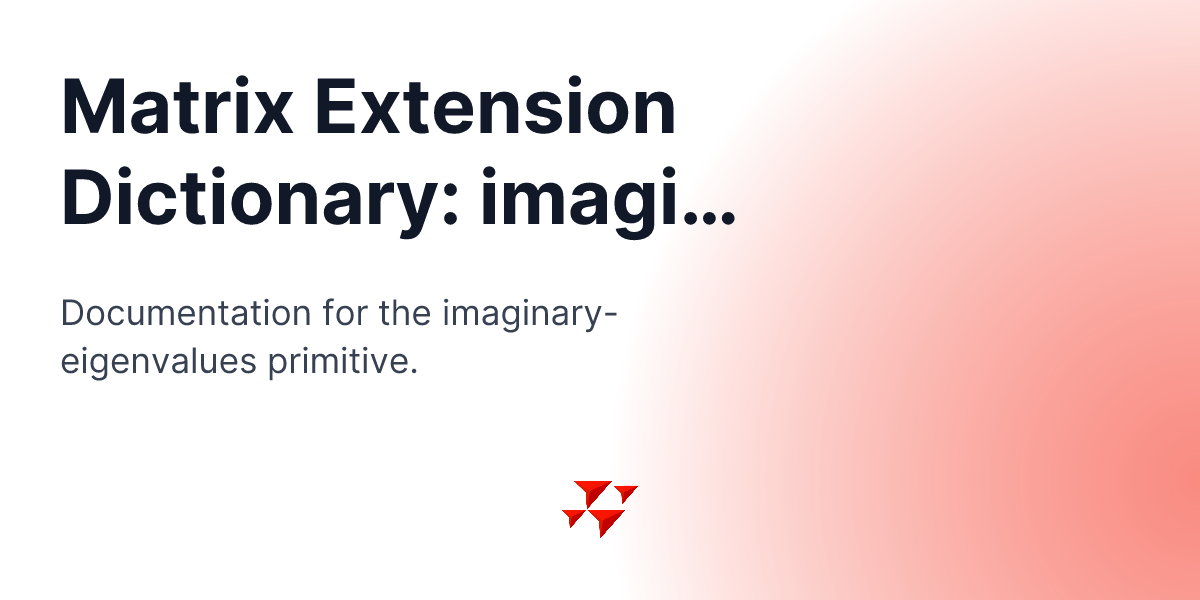 Matrix Extension
Dictionary: imagi...
Documentation for the imaginary-
eigenvalues primitive.